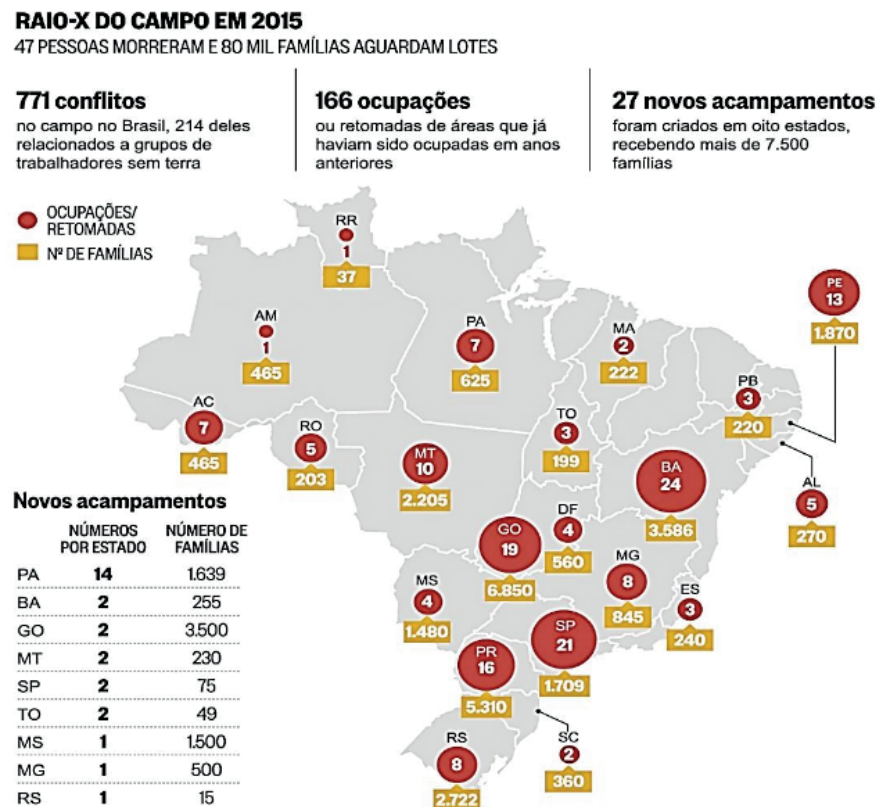 RAIO-X DO CAMPO EM 2015
47 PESSOAS MORRERAM E 80 MIL FAMÍLIAS AGUARDAM LOTES
771 conflitos
no campo no Brasil, 214 deles
relacionados a grupos de
trabalhadores sem terra
166 ocupações
ou retomadas de áreas que já
haviam sido ocupadas em anos
anteriores
27 novos acampamentos
foram criados em oito estados,
recebendo mais de 7.500
famílias
OCUPAÇÕES/
RETOMADAS
Nº DE FAMÍLIAS
RR
1
37
AM
1
465
PA
7
625
MA
2
222
PE
13
1.870
PB
3
220
AC
7
465
RO
5
203
MT
10
2.205
TO
3
199
BA
24
3.586
AL
5
270
GO
19
6.850
DF
4
560
MG
8
845
ES
3
240
MS
4
1.480
SP
21
1.709
PR
16
5.310
SC
2
360
RS
8
2.722
Novos acampamentos
NÚMEROS POR ESTADO NÚMERO DE FAMÍLIAS
PA 14 1.639
BA 2 255
GO 2 3.500
MT 2 230
SP 2 75
TO 2 49
MS 1 1.500
MG 1 500
RS 1 15